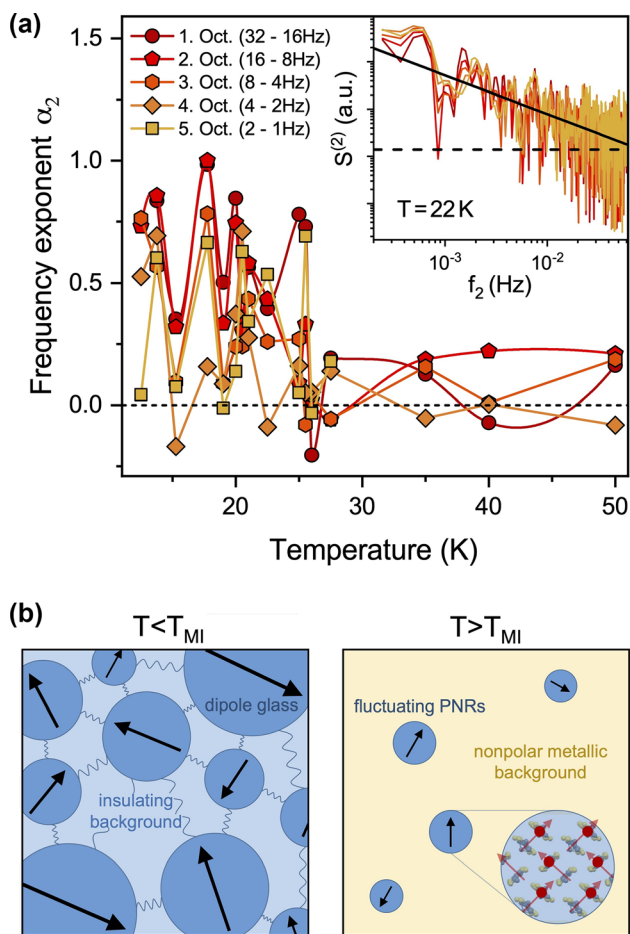 (a)
1.5
1.0
0.5
0.0
Frequency exponent α₂
1. Oct. (32 - 16Hz)
2. Oct. (16 - 8Hz)
3. Oct. (8 - 4Hz)
4. Oct. (4 - 2Hz)
5. Oct. (2 - 1Hz)
S⁽²⁾ (a.u.)
T = 22 K
10⁻³
10⁻²
f₂ (Hz)
20
30
40
50
Temperature (K)
(b)
T<T_MI
T>T_MI
dipole glass
insulating
background
fluctuating PNRs
nonpolar metallic
background